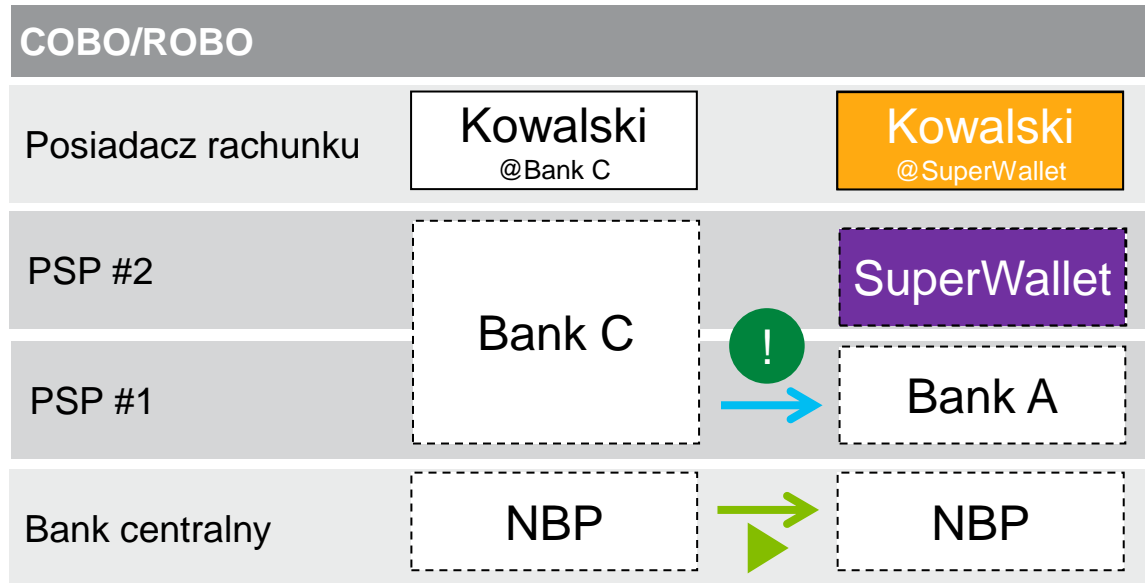 COBO/ROBO
Posiadacz rachunku
Kowalski
@Bank C
Kowalski
@SuperWallet
PSP #2
SuperWallet
Bank C
!
PSP #1
Bank A
Bank centralny
NBP
NBP